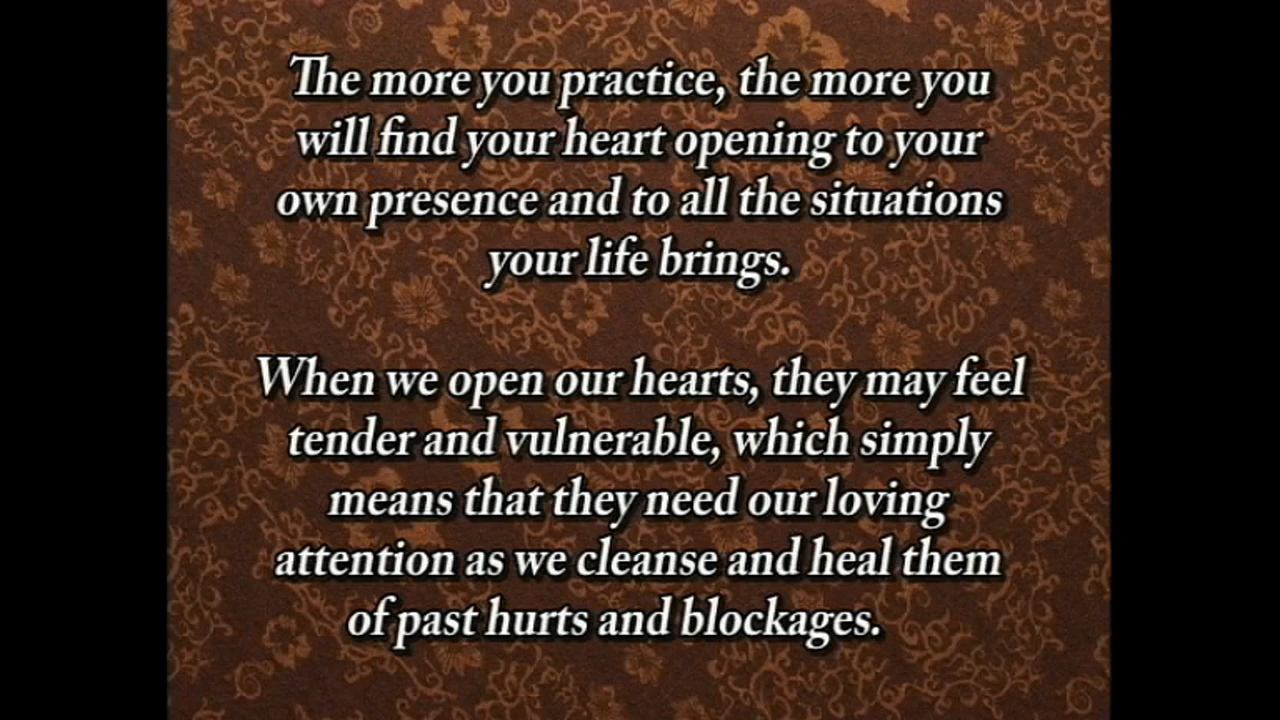 The more you practice, the more you
will find your heart opening to your
own presence and to all the situations
your life brings.
When we open our hearts, they may feel
tender and vulnerable, which simply
means that they need our loving
attention as we cleanse and heal them
of past hurts and blockages.